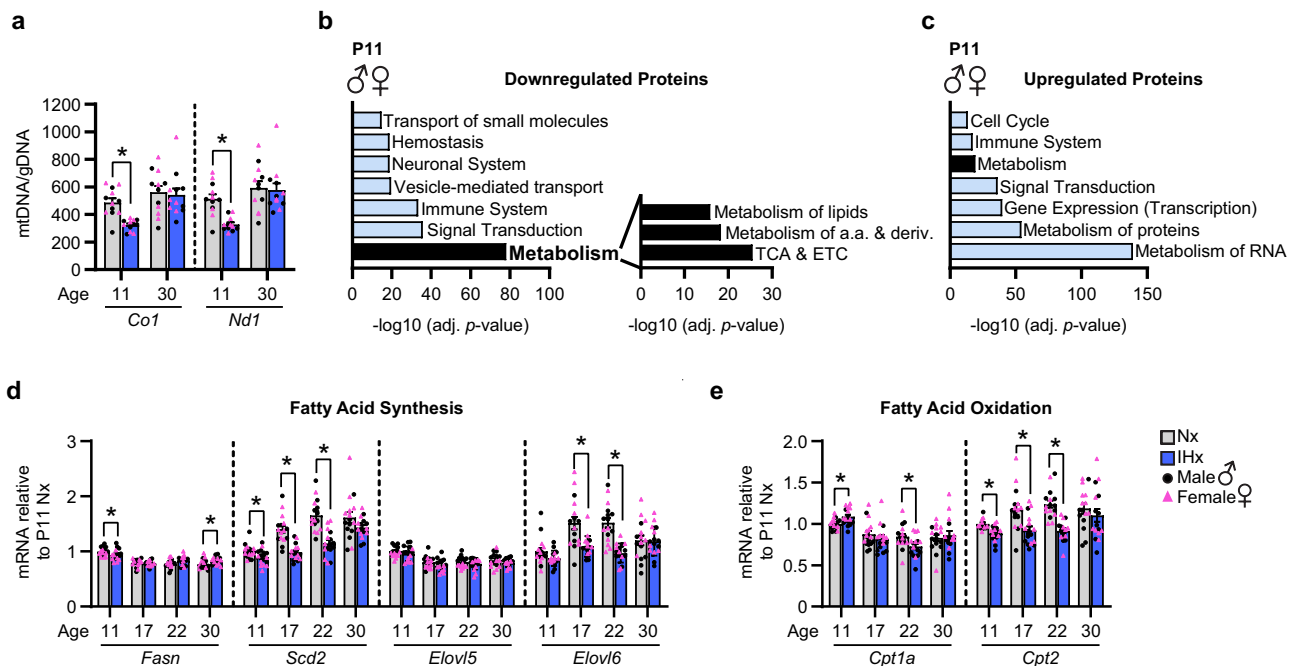 a
mtDNA/gDNA
1200
1000
800
600
400
200
0
*
*
Age 11 30 11 30
Co1 Nd1
b
P11
♂♀
Downregulated Proteins
Transport of small molecules
Hemostasis
Neuronal System
Vesicle-mediated transport
Immune System
Signal Transduction
Metabolism
0 20 40 60 80 100
-log10 (adj. p-value)
Metabolism of lipids
Metabolism of a.a. & deriv.
TCA & ETC
0 10 20 30
-log10 (adj. p-value)
c
P11
♂♀
Upregulated Proteins
Cell Cycle
Immune System
Metabolism
Signal Transduction
Gene Expression (Transcription)
Metabolism of proteins
Metabolism of RNA
0 50 100 150
-log10 (adj. p-value)
d
Fatty Acid Synthesis
mRNA relative
to P11 Nx
3
2
1
0
* * * * * * *
Age 11 17 22 30 11 17 22 30 11 17 22 30 11 17 22 30
Fasn Scd2 Elovl5 Elovl6
e
Fatty Acid Oxidation
mRNA relative
to P11 Nx
2.0
1.5
1.0
0.5
0
* * * * *
Age 11 17 22 30 11 17 22 30
Cpt1a Cpt2
Nx
IHx
Male ♂
Female ♀